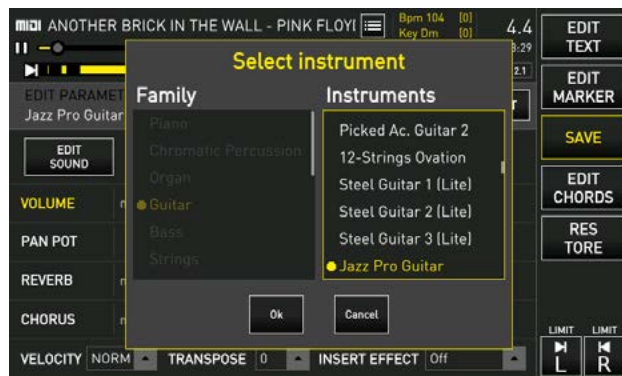 MIDI ANOTHER BRICK IN THE WALL - PINK FLOY
Bpm 104 [0]
Key Dm [0]
4.4
3:29
2.1
EDIT PARAMET
Jazz Pro Guitar
EDIT
SOUND
VOLUME
PAN POT
REVERB
CHORUS
VELOCITY NORM TRANSPOSE 0 INSERT EFFECT Off
Select instrument
Family
Piano
Chromatic Percussion
Organ
Guitar
Bass
Strings
Instruments
Picked Ac. Guitar 2
12-Strings Ovation
Steel Guitar 1 (Lite)
Steel Guitar 2 (Lite)
Steel Guitar 3 (Lite)
Jazz Pro Guitar
Ok
Cancel
EDIT
TEXT
EDIT
MARKER
SAVE
EDIT
CHORDS
RES
TORE
LIMIT LIMIT
L R